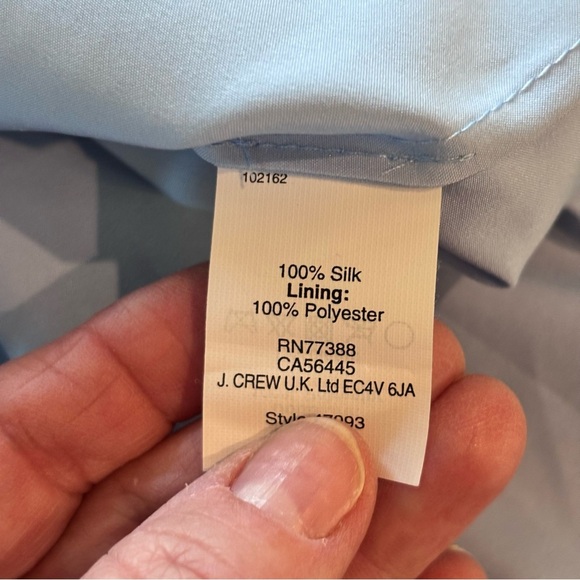 102162
100% Silk
Lining:
100% Polyester
RN77388
CA56445
J. CREW U.K. Ltd EC4V 6JA